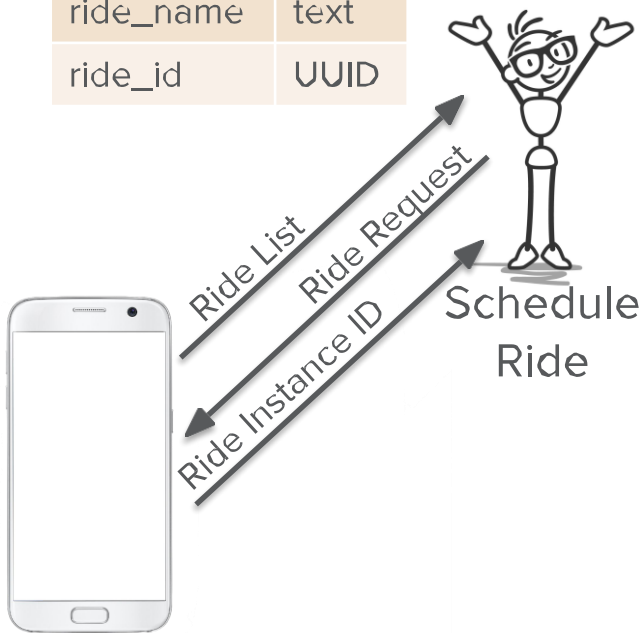 ride_name text
ride_id UUID
Ride List
Ride Request
Ride Instance ID
Schedule
Ride